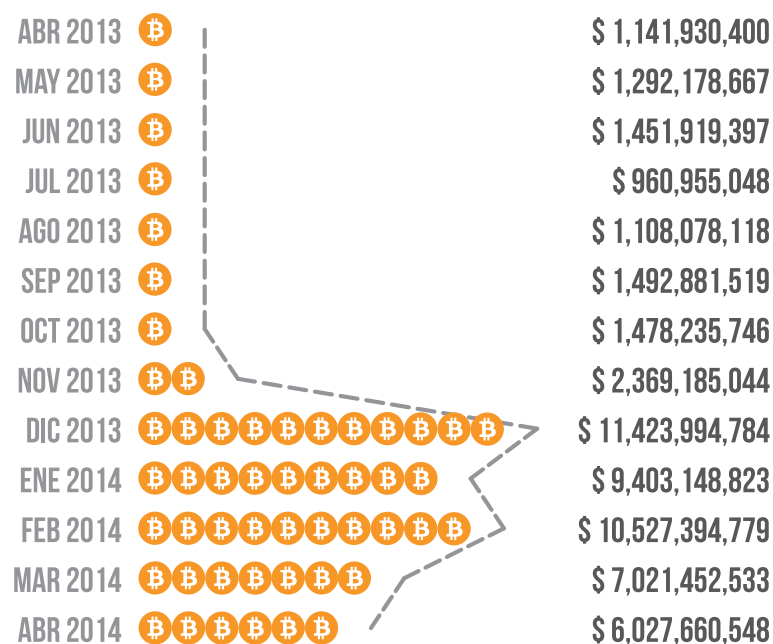 ABR 2013 $ 1,141,930,400
MAY 2013 $ 1,292,178,667
JUN 2013 $ 1,451,919,397
JUL 2013 $ 960,955,048
AGO 2013 $ 1,108,078,118
SEP 2013 $ 1,492,881,519
OCT 2013 $ 1,478,235,746
NOV 2013 $ 2,369,185,044
DIC 2013 $ 11,423,994,784
ENE 2014 $ 9,403,148,823
FEB 2014 $ 10,527,394,779
MAR 2014 $ 7,021,452,533
ABR 2014 $ 6,027,660,548